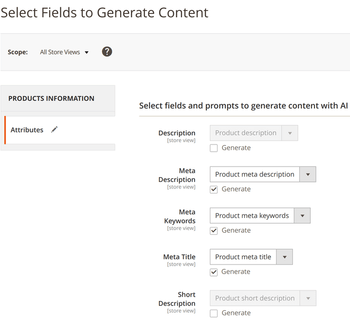 Select Fields to Generate Content
Scope: All Store Views ?
PRODUCTS INFORMATION
Attributes
Select fields and prompts to generate content with AI
Description
[store view]
Product description
Generate
Meta
Description
[store view]
Product meta description
Generate
Meta
Keywords
[store view]
Product meta keywords
Generate
Meta Title
[store view]
Product meta title
Generate
Short
Description
[store view]
Product short description
Generate